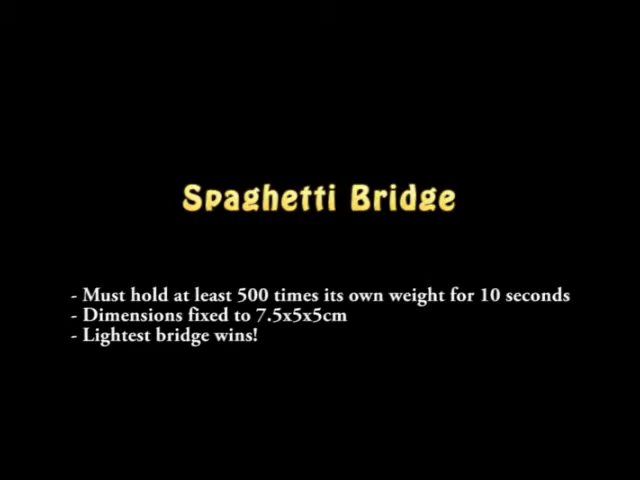 Spaghetti Bridge
- Must hold at least 500 times its own weight for 10 seconds
- Dimensions fixed to 7.5x5x5cm
- Lightest bridge wins!